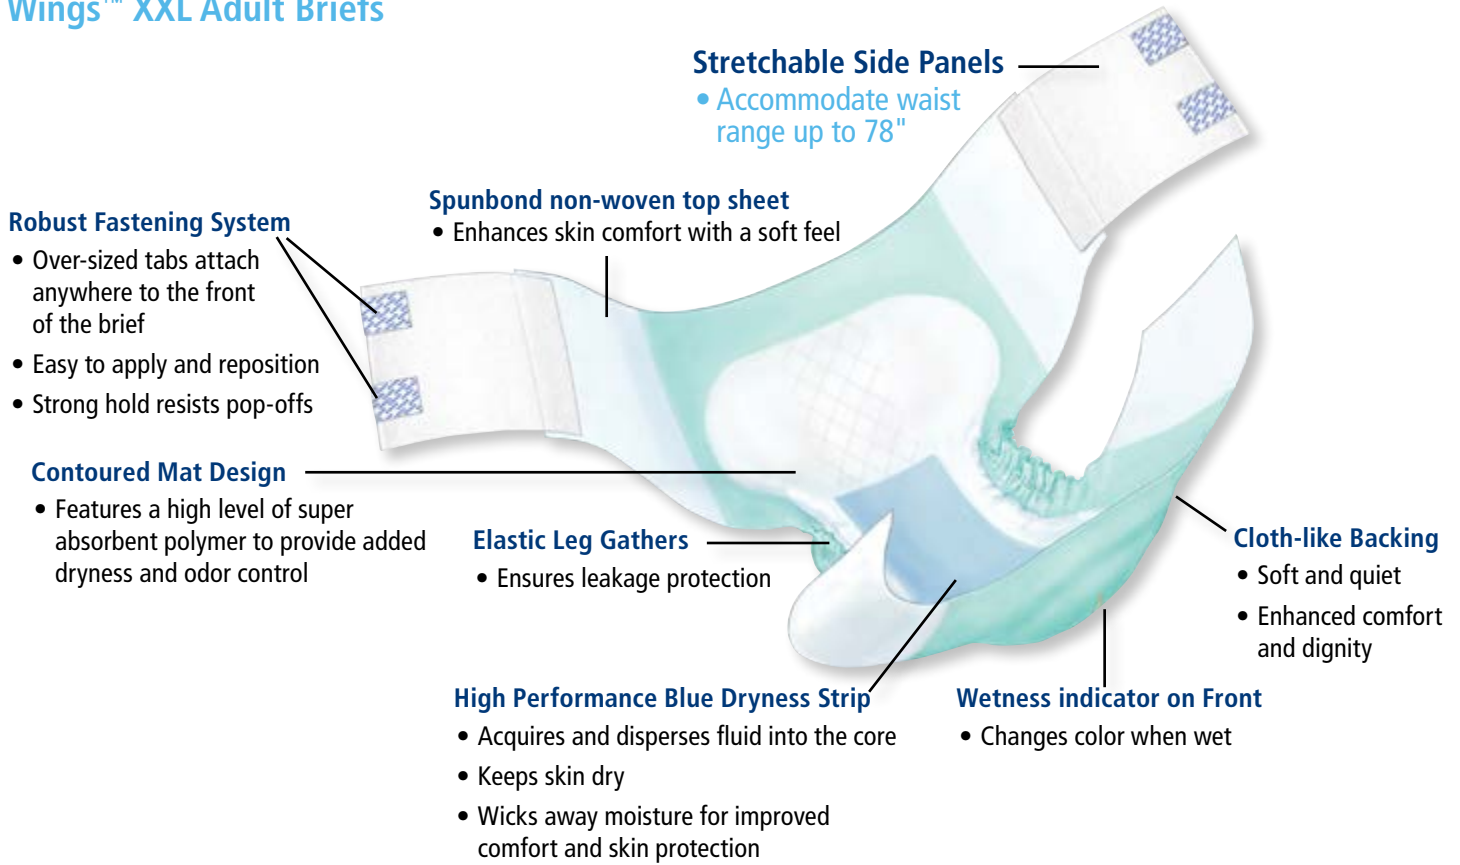 Wings™ XXL Adult Briefs
Stretchable Side Panels
• Accommodate waist
range up to 78"
Spunbond non-woven top sheet
• Enhances skin comfort with a soft feel
Robust Fastening System
• Over-sized tabs attach
anywhere to the front
of the brief
• Easy to apply and reposition
• Strong hold resists pop-offs
Contoured Mat Design
• Features a high level of super
absorbent polymer to provide added
dryness and odor control
Elastic Leg Gathers
• Ensures leakage protection
Cloth-like Backing
• Soft and quiet
• Enhanced comfort
and dignity
High Performance Blue Dryness Strip
• Acquires and disperses fluid into the core
• Keeps skin dry
• Wicks away moisture for improved
comfort and skin protection
Wetness indicator on Front
• Changes color when wet